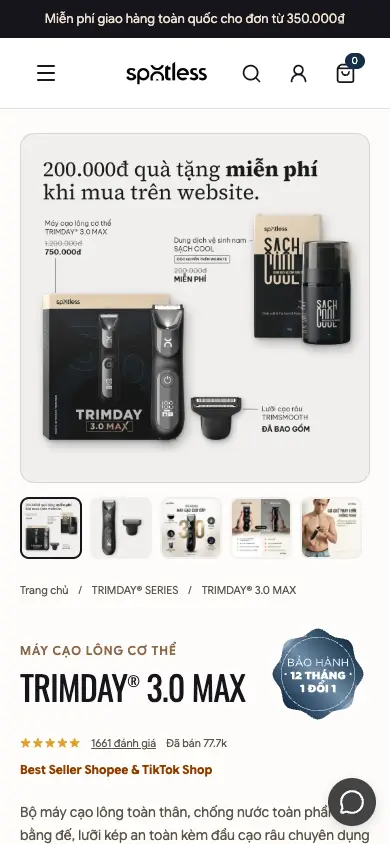 Miễn phí giao hàng toàn quốc cho đơn từ 350.000₫
spotless
0
200.000đ quà tặng miễn phí
khi mua trên website.
Máy cạo lông cơ thể
TRIMDAY® 3.0 MAX
1.200.000đ
750.000đ
Dung dịch vệ sinh nam
SẠCH COOL
200.000đ
MIỄN PHÍ
spotless
SẠCH
COOL
SẠCH
COOL
spotless
TRIMDAY
3.0 MAX
Lưỡi cạo râu
TRIMSMOOTH
ĐÃ BAO GỒM
Trang chủ / TRIMDAY® SERIES / TRIMDAY® 3.0 MAX
MÁY CẠO LÔNG CƠ THỂ
TRIMDAY® 3.0 MAX
BẢO HÀNH
12 THÁNG
1 ĐỔI 1
1661 đánh giá Đã bán 77.7k
Best Seller Shopee & TikTok Shop
Bộ máy cạo lông toàn thân, chống nước toàn
bằng đế, lưỡi kép an toàn kèm đầu cạo râu chuyên dụng